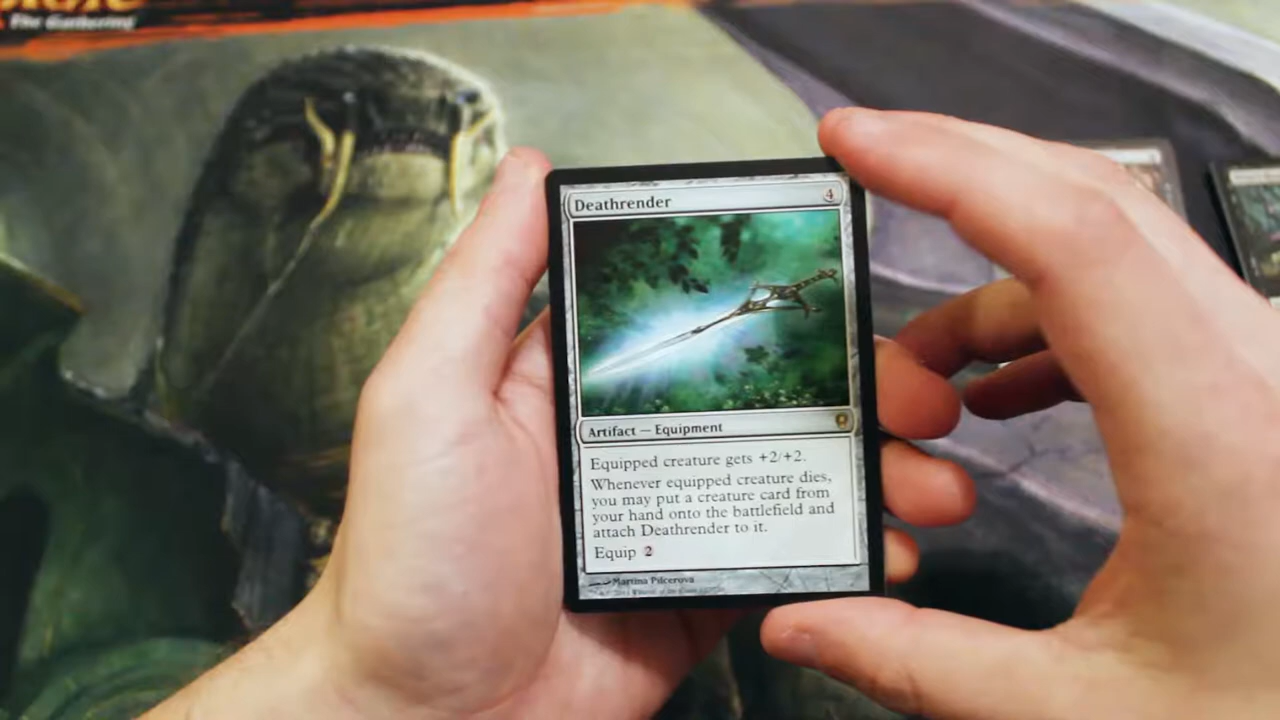 The Gathering
Deathrender
4
Artifact — Equipment
Equipped creature gets +2/+2.
Whenever equipped creature dies,
you may put a creature card from
your hand onto the battlefield and
attach Deathrender to it.
Equip 2
Martina Pilcerova